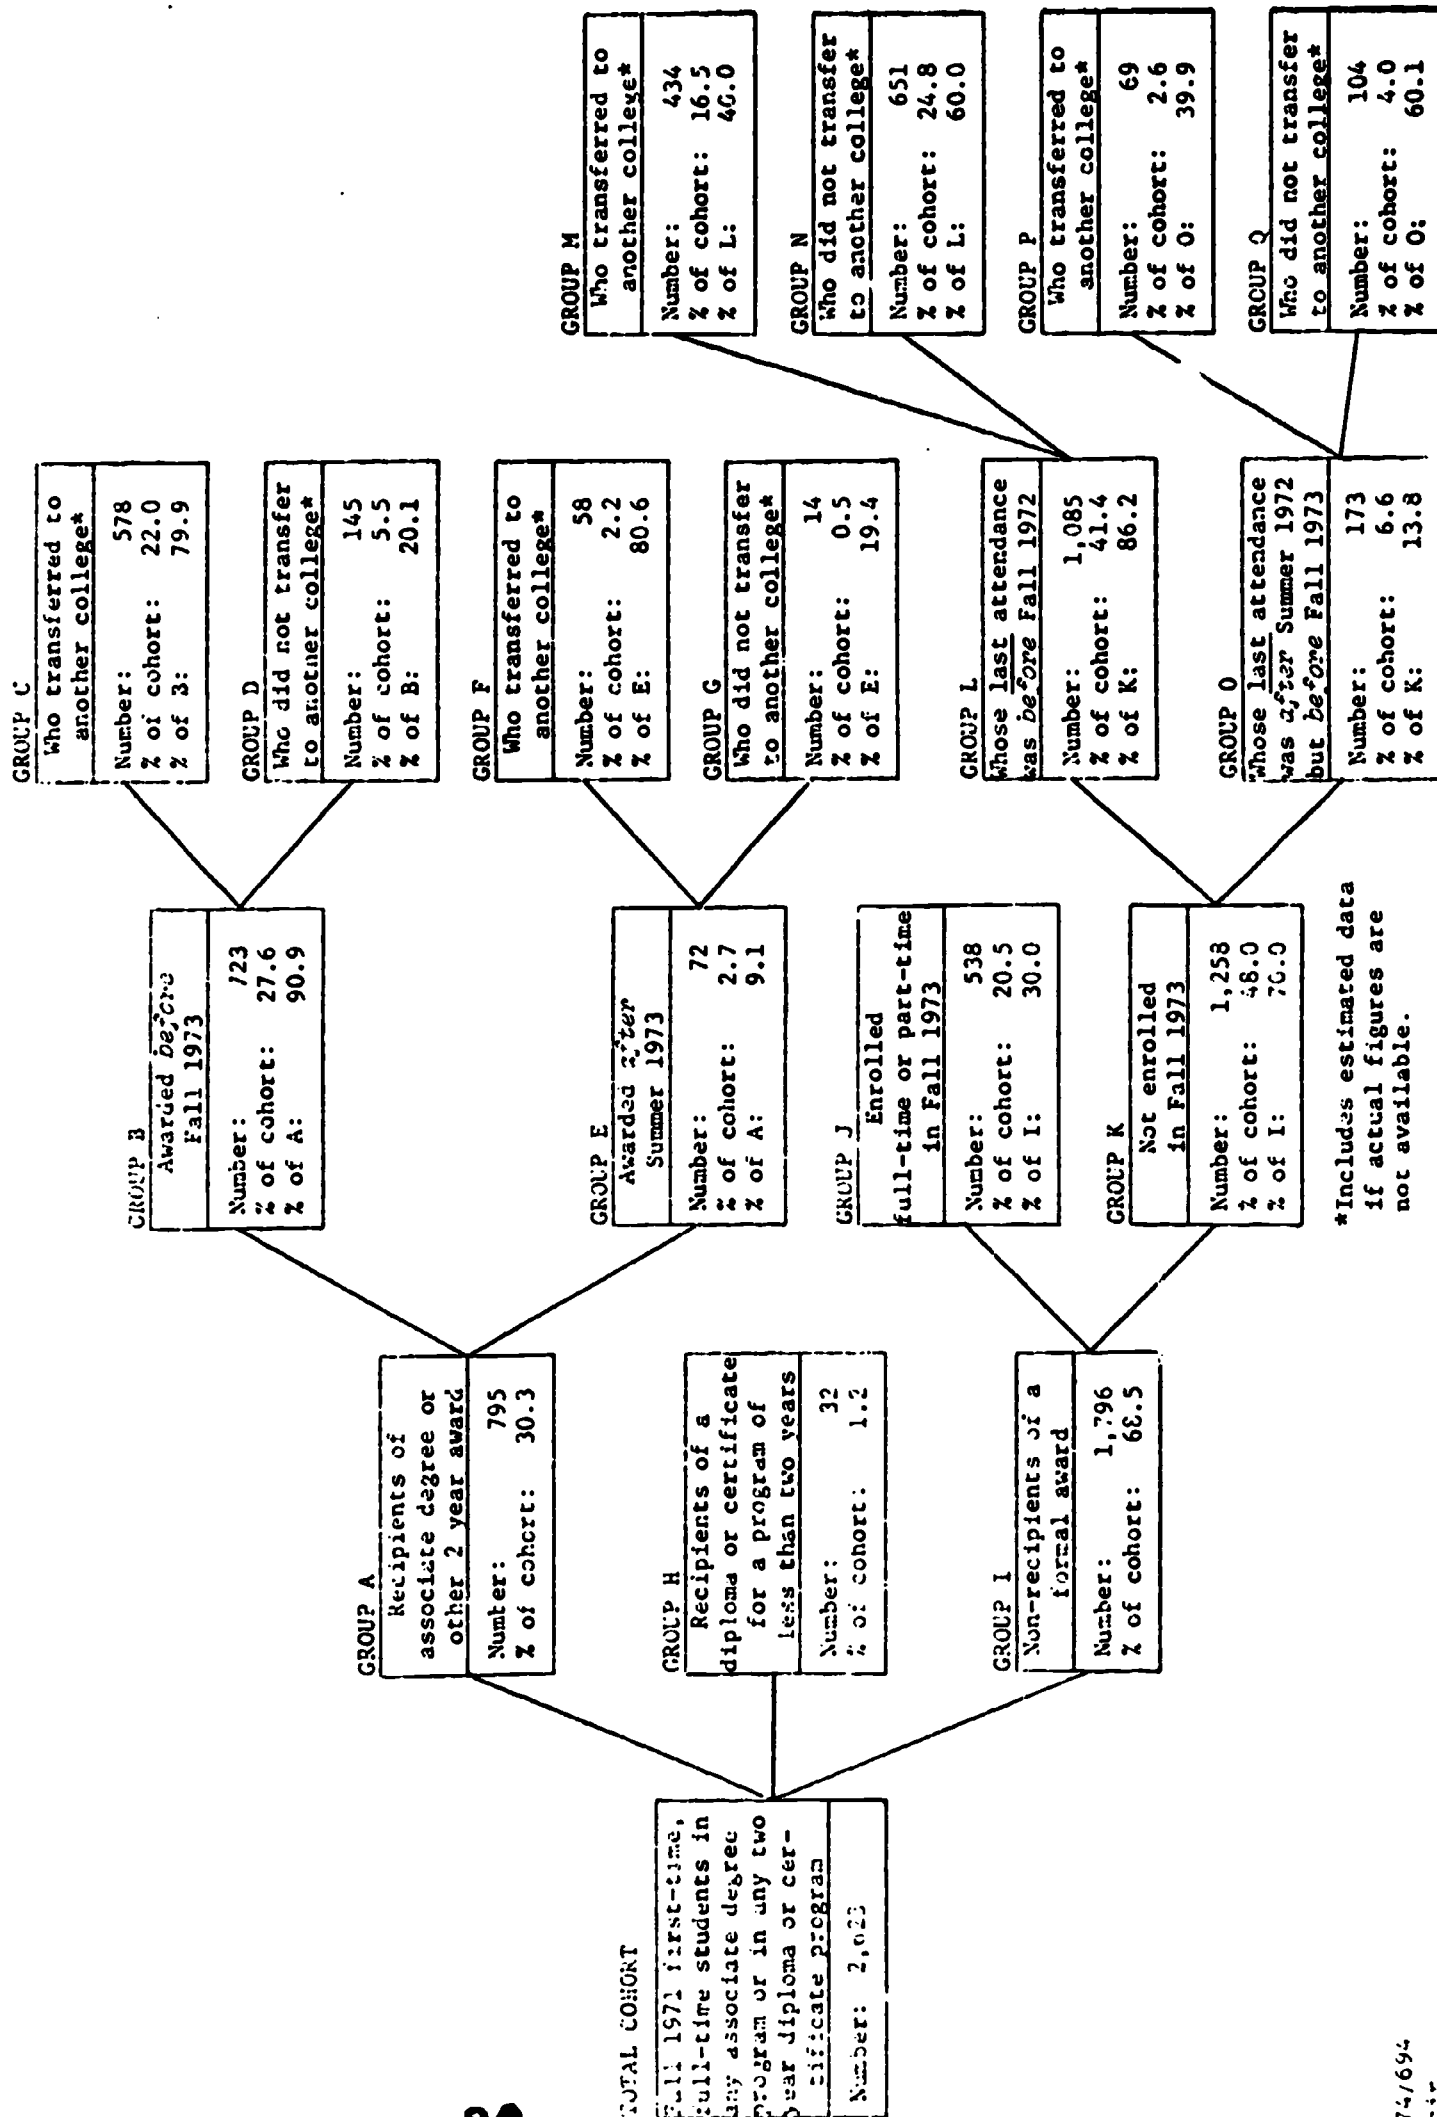 TOTAL COHORT
Fall 1971 first-time,
full-time students in
any associate degree
program or in any two
year diploma or cer-
tificate program
Number: 2,623
GROUP A
Recipients of
associate degree or
other 2 year award
Number: 795
% of cohort: 30.3
GROUP H
Recipients of a
diploma or certificate
for a program of
less than two years
Number: 32
% of cohort: 1.2
GROUP I
Non-recipients of a
formal award
Number: 1,796
% of cohort: 68.5
GROUP B
Awarded before
Fall 1973
Number: 723
% of cohort: 27.6
% of A: 90.9
GROUP E
Awarded after
Summer 1973
Number: 72
% of cohort: 2.7
% of A: 9.1
GROUP J
Enrolled
full-time or part-time
in Fall 1973
Number: 538
% of cohort: 20.5
% of I: 30.0
GROUP K
Not enrolled
in Fall 1973
Number: 1,258
% of cohort: 48.0
% of I: 70.0
*Includes estimated data
if actual figures are
not available.
GROUP C
Who transferred to
another college*
Number: 578
% of cohort: 22.0
% of B: 79.9
GROUP D
Who did not transfer
to another college*
Number: 145
% of cohort: 5.5
% of B: 20.1
GROUP F
Who transferred to
another college*
Number: 58
% of cohort: 2.2
% of E: 80.6
GROUP G
Who did not transfer
to another college*
Number: 14
% of cohort: 0.5
% of E: 19.4
GROUP L
Whose last attendance
was before Fall 1972
Number: 1,085
% of cohort: 41.4
% of K: 86.2
GROUP O
Whose last attendance
was after Summer 1972
but before Fall 1973
Number: 173
% of cohort: 6.6
% of K: 13.8
GROUP M
Who transferred to
another college*
Number: 434
% of cohort: 16.5
% of L: 40.0
GROUP N
Who did not transfer
to another college*
Number: 651
% of cohort: 24.8
% of L: 60.0
GROUP P
Who transferred to
another college*
Number: 69
% of cohort: 2.6
% of O: 39.9
GROUP Q
Who did not transfer
to another college*
Number: 104
% of cohort: 4.0
% of O: 60.1
74/694